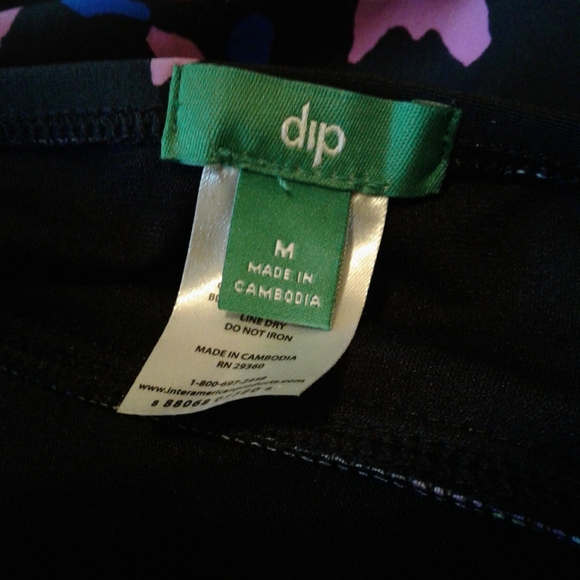 dip
M
MADE IN
CAMBODIA
LINE DRY
DO NOT IRON
MADE IN CAMBODIA
RN 29360